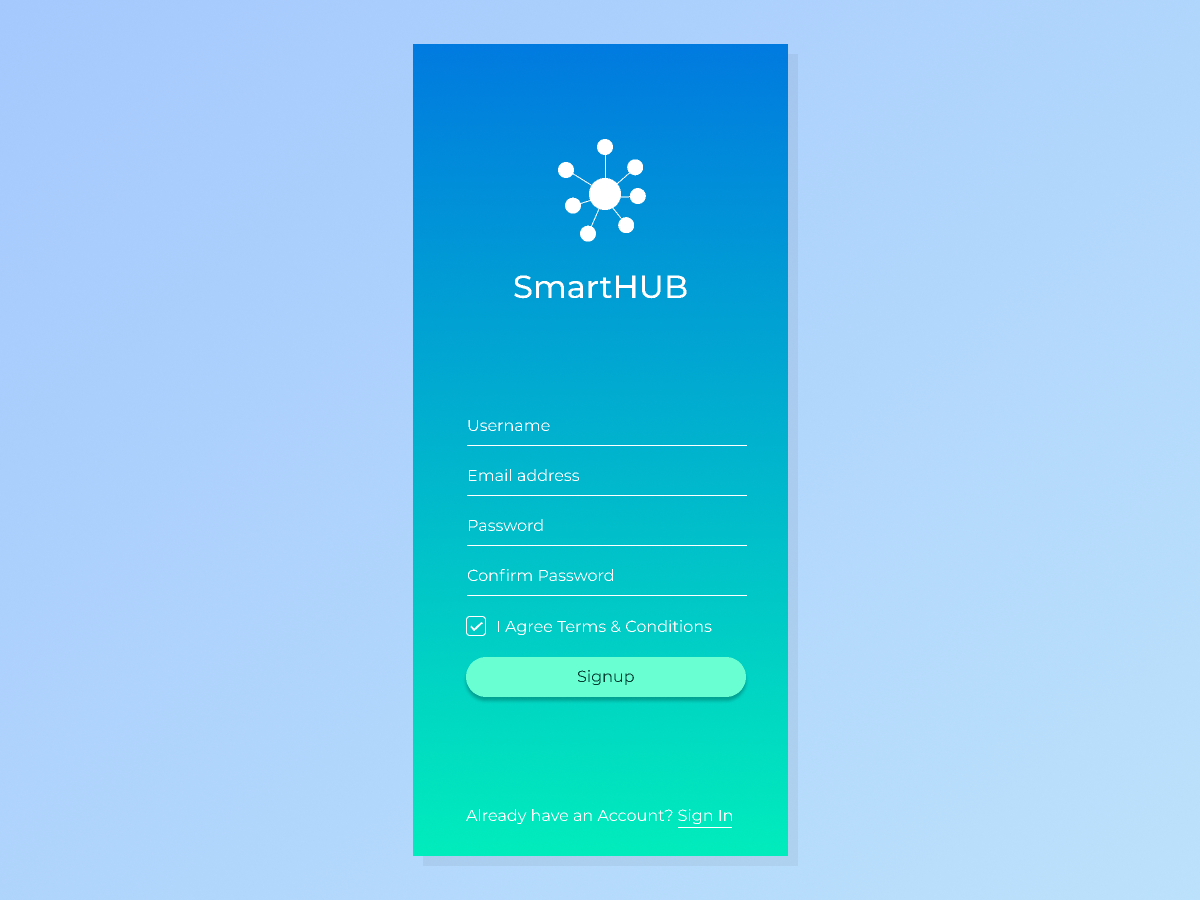 SmartHUB
Username
Email address
Password
Confirm Password
I Agree Terms & Conditions
Signup
Already have an Account? Sign In